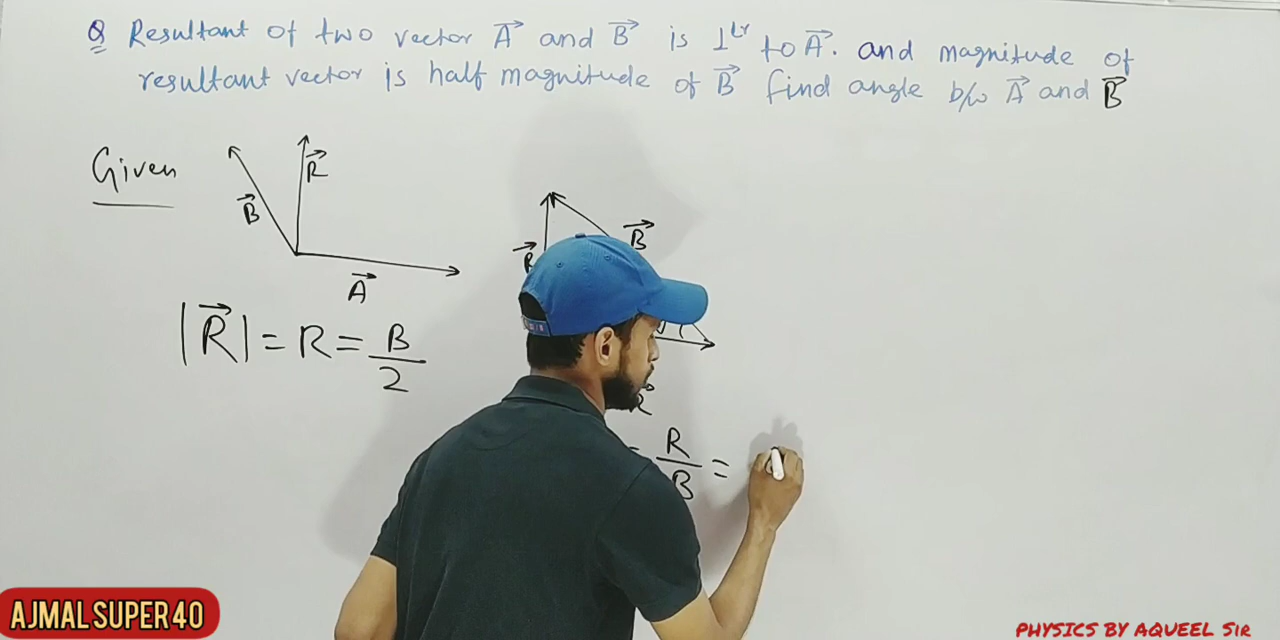 Q Resultant of two vector A⃗ and B⃗ is ⊥ˡʳ to A⃗. and magnitude of
resultant vector is half magnitude of B⃗ find angle b/w A⃗ and B⃗
Given
R⃗
B⃗
A⃗
B⃗
|R⃗| = R = B/2
R/B =
AJMAL SUPER 40
PHYSICS BY AQUEEL SIR